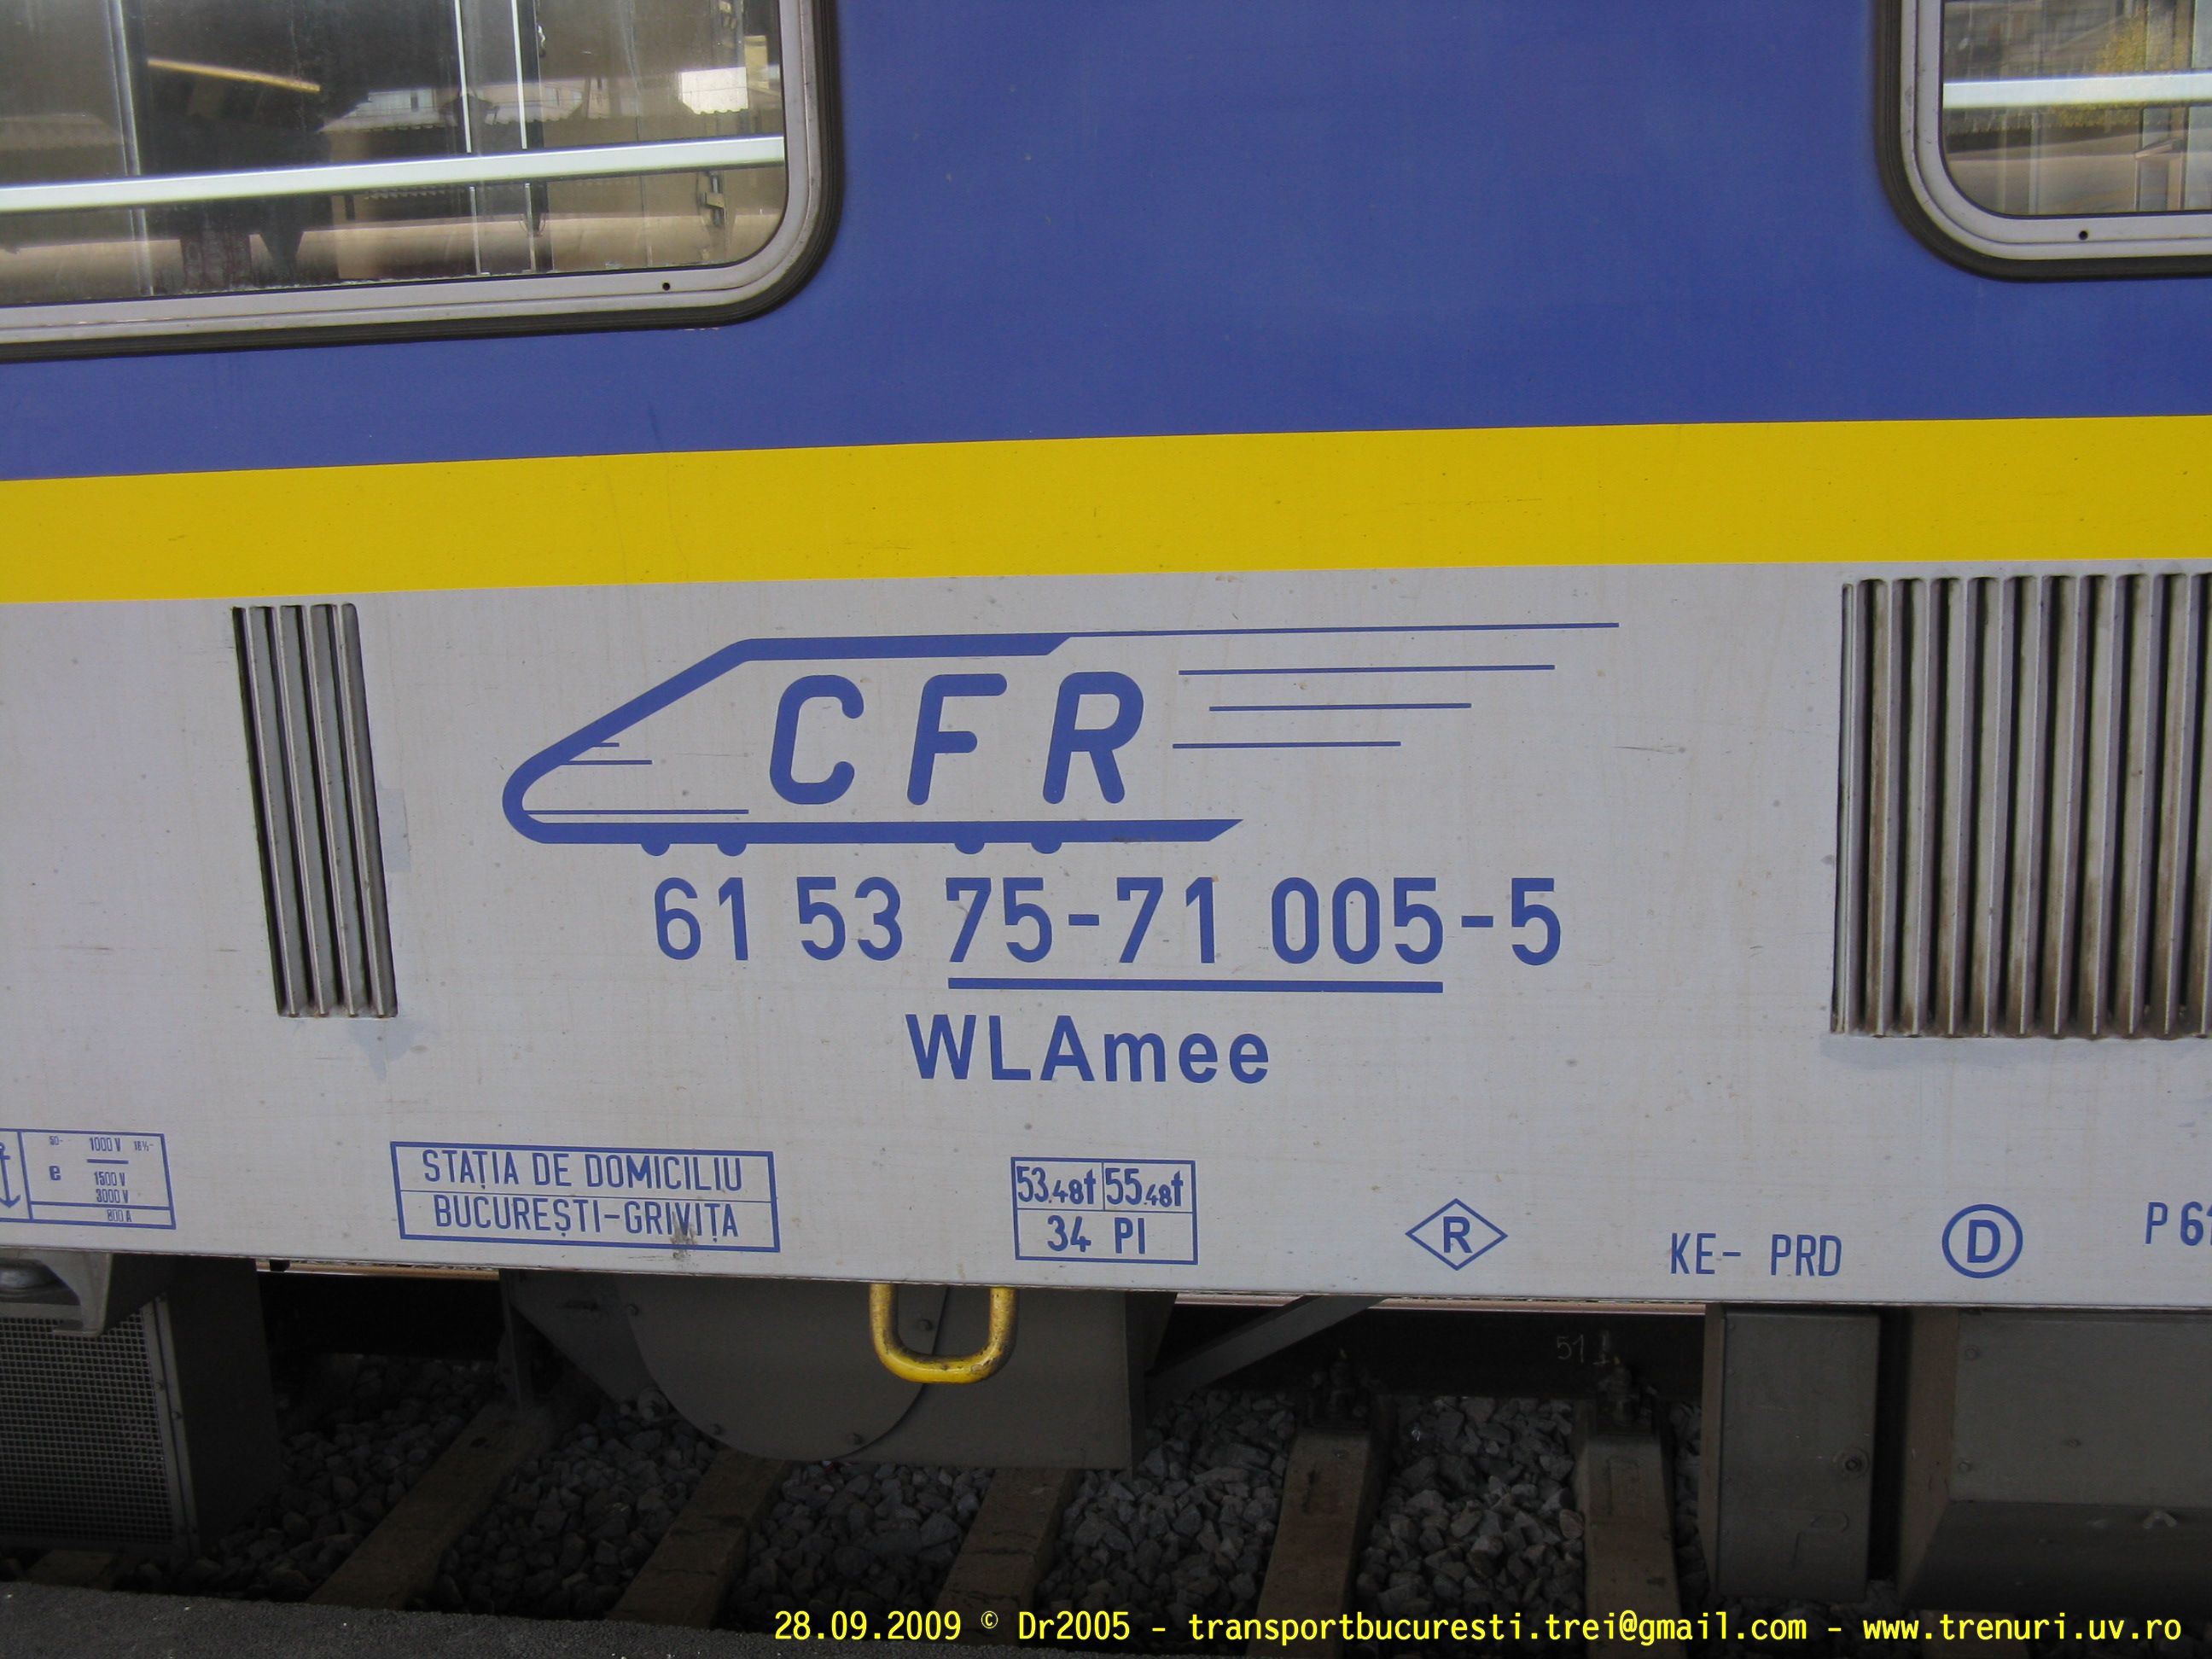 CFR
61 53 75-71 005-5
WLAmee
1000 V
e
1500 V
3000 V
800 A
STAȚIA DE DOMICILIU
BUCUREȘTI-GRIVIȚA
53.48t 55.48t
34 PI
R
KE- PRD
D
P 61
51
28.09.2009 © Dr2005 - transportbucuresti.trei@gmail.com - www.trenuri.uv.ro